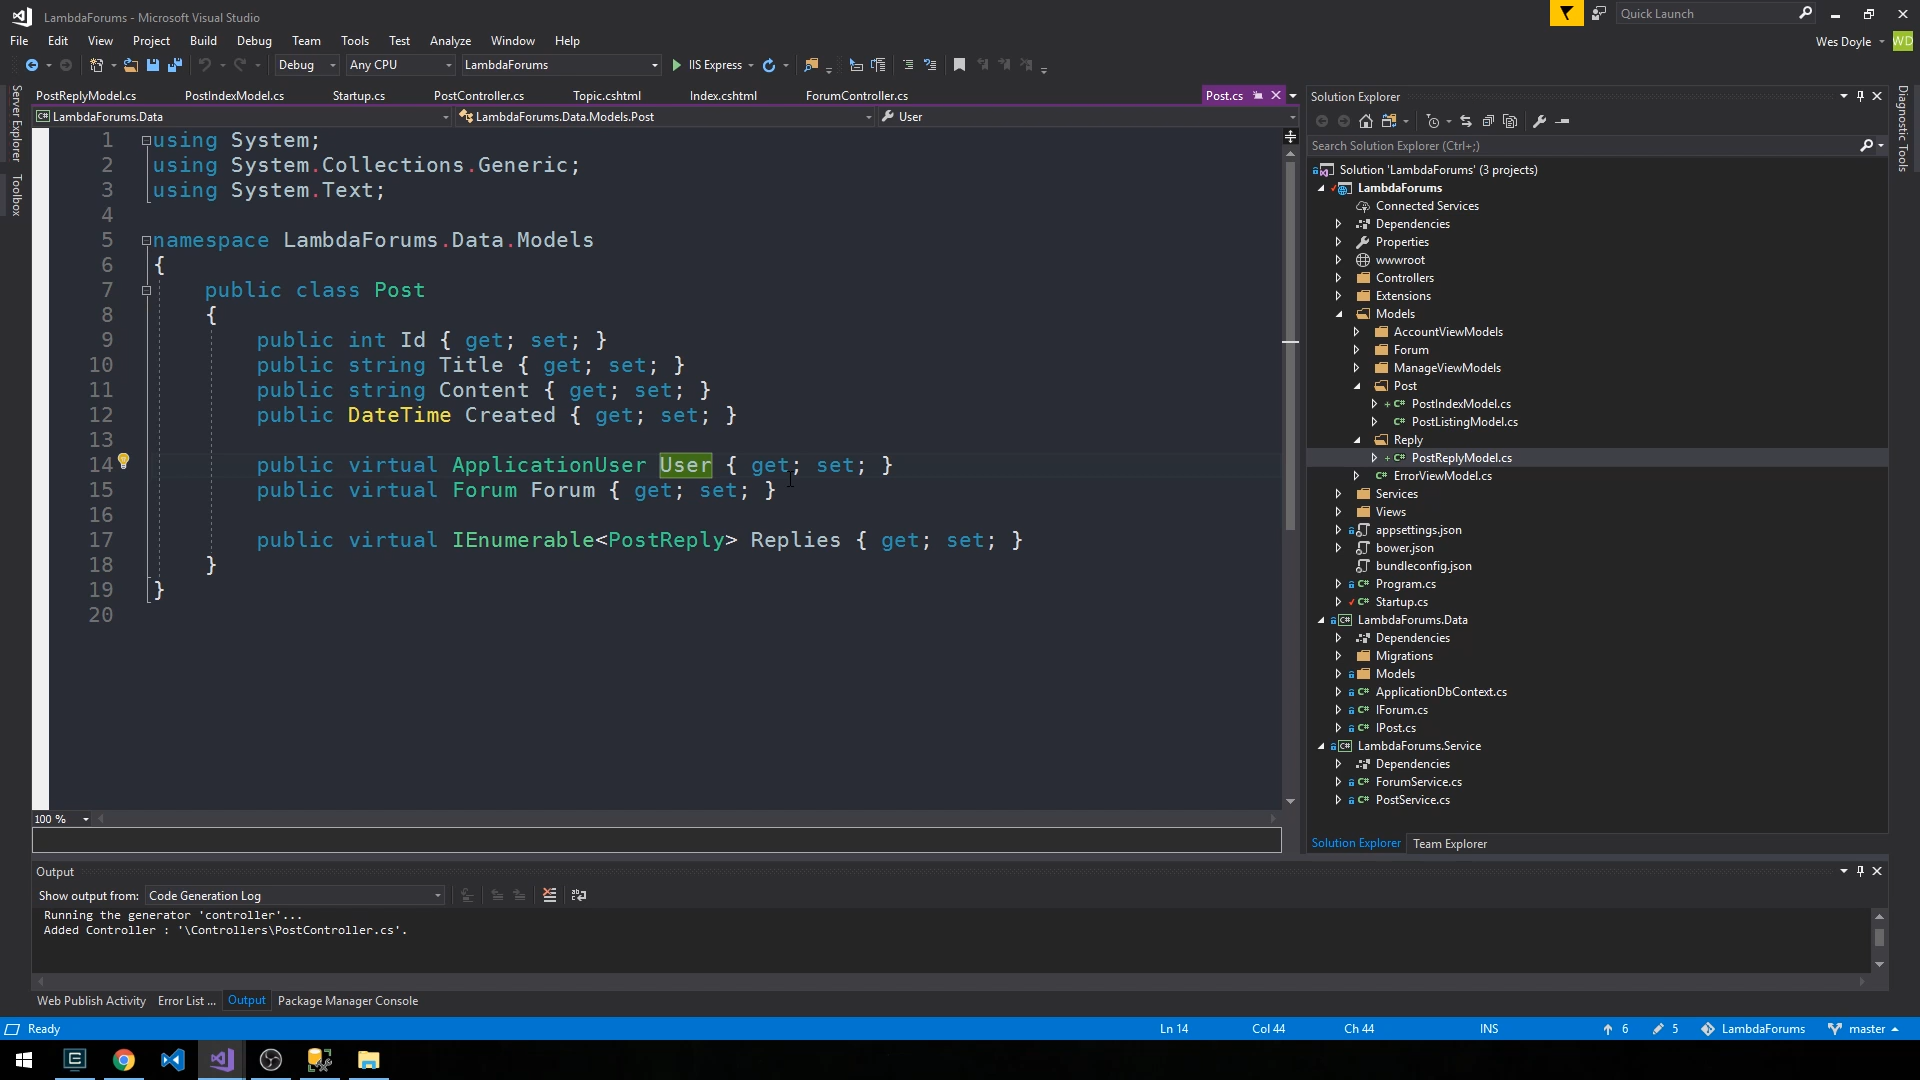 LambdaForums - Microsoft Visual Studio
Quick Launch
File Edit View Project Build Debug Team Tools Test Analyze Window Help
Wes Doyle WD
Debug Any CPU LambdaForums IIS Express
Server Explorer
Toolbox
PostReplyModel.cs PostIndexModel.cs Startup.cs PostController.cs Topic.cshtml Index.cshtml ForumController.cs Post.cs
LambdaForums.Data LambdaForums.Data.Models.Post User
1 using System;
2 using System.Collections.Generic;
3 using System.Text;
4
5 namespace LambdaForums.Data.Models
6 {
7 public class Post
8 {
9 public int Id { get; set; }
10 public string Title { get; set; }
11 public string Content { get; set; }
12 public DateTime Created { get; set; }
13
14 public virtual ApplicationUser User { get; set; }
15 public virtual Forum Forum { get; set; }
16
17 public virtual IEnumerable<PostReply> Replies { get; set; }
18 }
19 }
20
100 %
Solution Explorer
Search Solution Explorer (Ctrl+;)
Solution 'LambdaForums' (3 projects)
LambdaForums
Connected Services
Dependencies
Properties
wwwroot
Controllers
Extensions
Models
AccountViewModels
Forum
ManageViewModels
Post
+ C# PostIndexModel.cs
C# PostListingModel.cs
Reply
+ C# PostReplyModel.cs
C# ErrorViewModel.cs
Services
Views
appsettings.json
bower.json
bundleconfig.json
C# Program.cs
C# Startup.cs
C# LambdaForums.Data
Dependencies
Migrations
Models
C# ApplicationDbContext.cs
C# IForum.cs
C# IPost.cs
C# LambdaForums.Service
Dependencies
C# ForumService.cs
C# PostService.cs
Solution Explorer Team Explorer
Diagnostic Tools
Output
Show output from: Code Generation Log
Running the generator 'controller'...
Added Controller : '\Controllers\PostController.cs'.
Web Publish Activity Error List ... Output Package Manager Console
Ready Ln 14 Col 44 Ch 44 INS 6 5 LambdaForums master